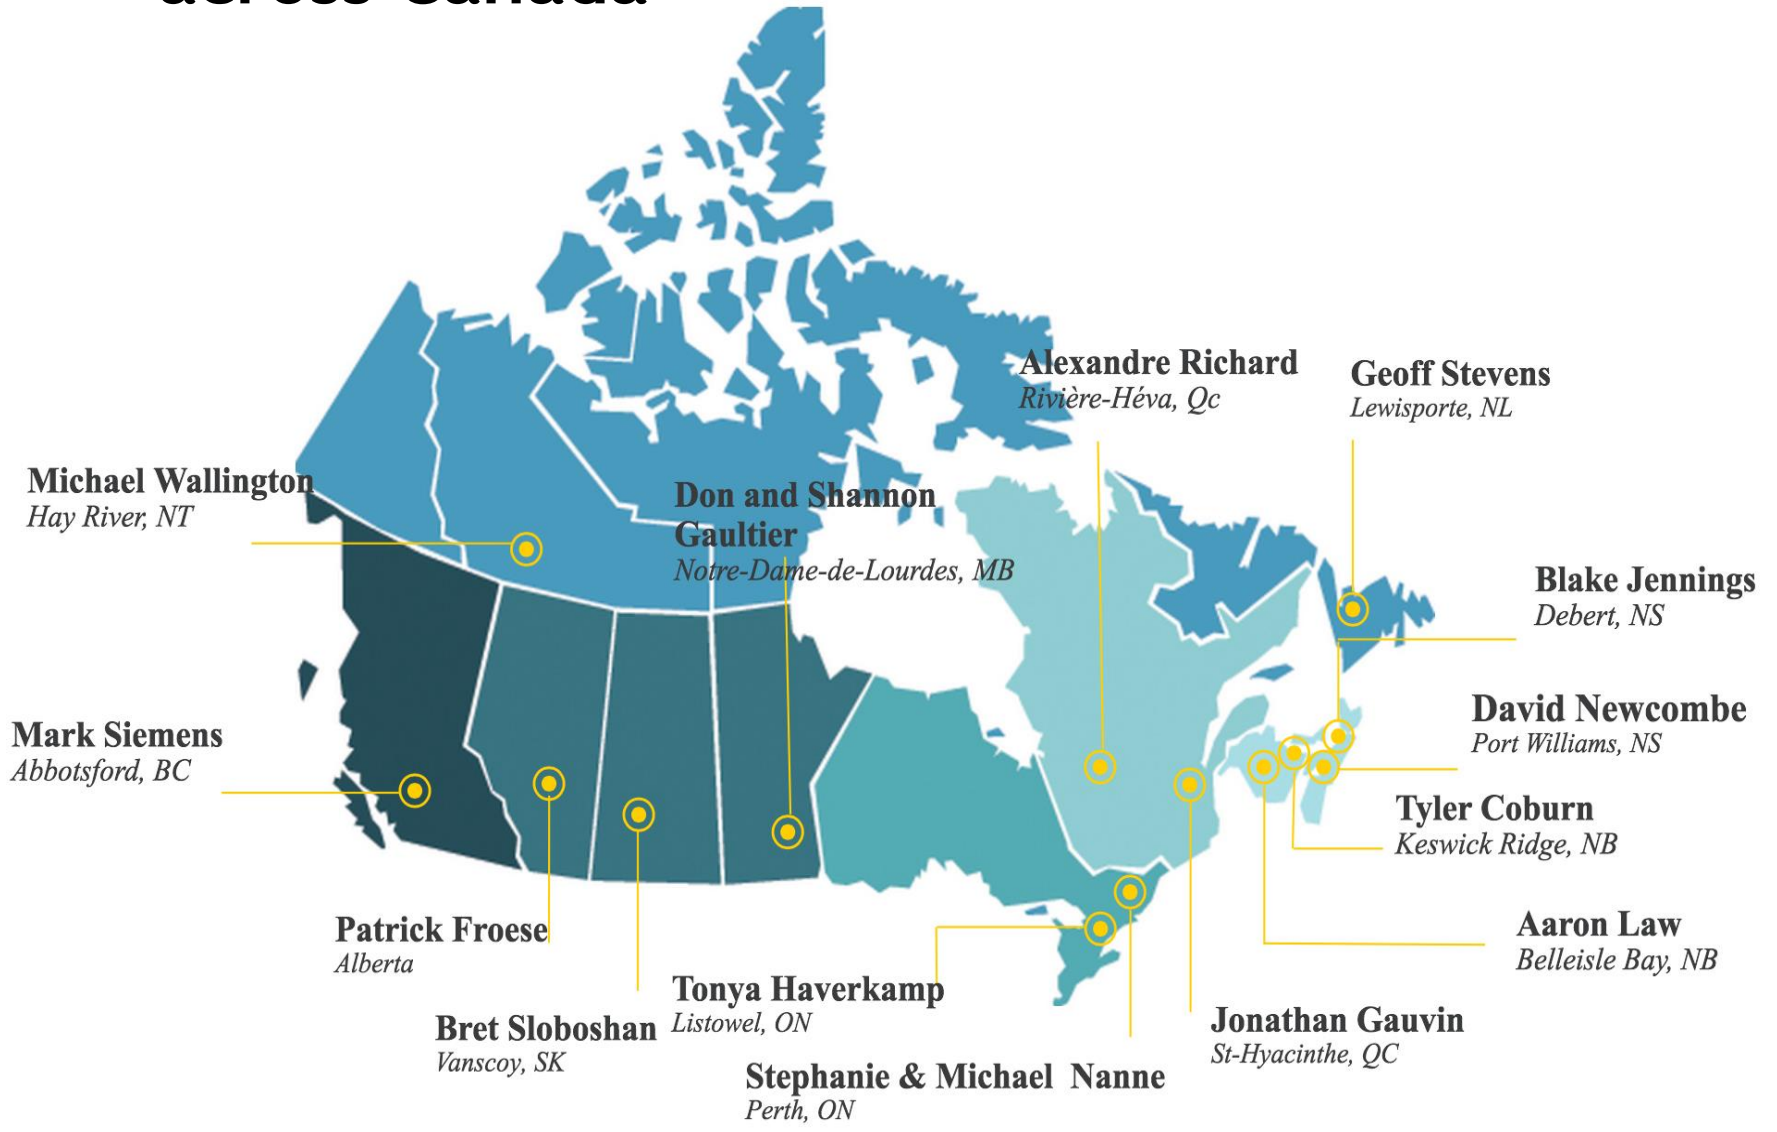 across Canada
Alexandre Richard
Rivière-Héva, Qc
Geoff Stevens
Lewisporte, NL
Michael Wallington
Hay River, NT
Don and Shannon
Gaultier
Notre-Dame-de-Lourdes, MB
Blake Jennings
Debert, NS
Mark Siemens
Abbotsford, BC
David Newcombe
Port Williams, NS
Tyler Coburn
Keswick Ridge, NB
Patrick Froese
Alberta
Aaron Law
Belleisle Bay, NB
Tonya Haverkamp
Listowel, ON
Bret Sloboshan
Vanscoy, SK
Jonathan Gauvin
St-Hyacinthe, QC
Stephanie & Michael  Nanne
Perth, ON